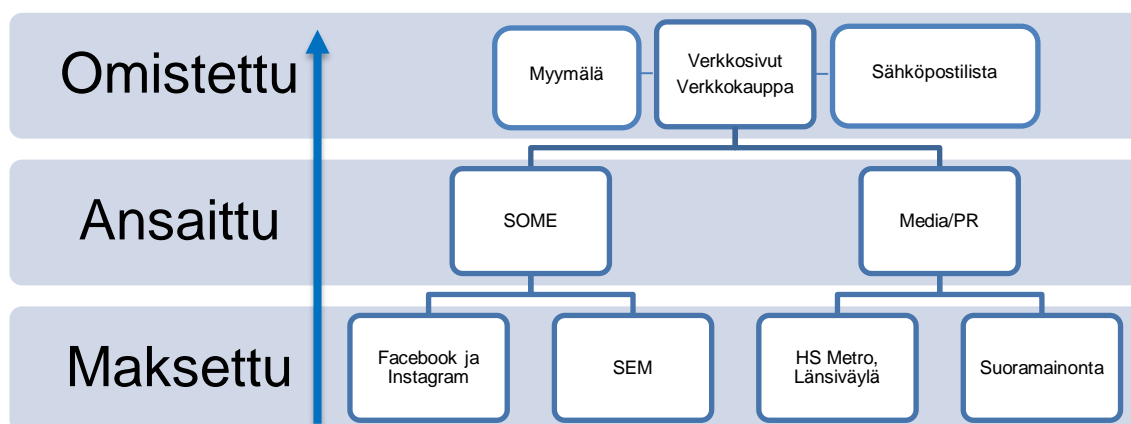 Omistettu
Myymälä
Verkkosivut
Verkkokauppa
Sähköpostilista
Ansaittu
SOME
Media/PR
Maksettu
Facebook ja
Instagram
SEM
HS Metro,
Länsiväylä
Suoramainonta